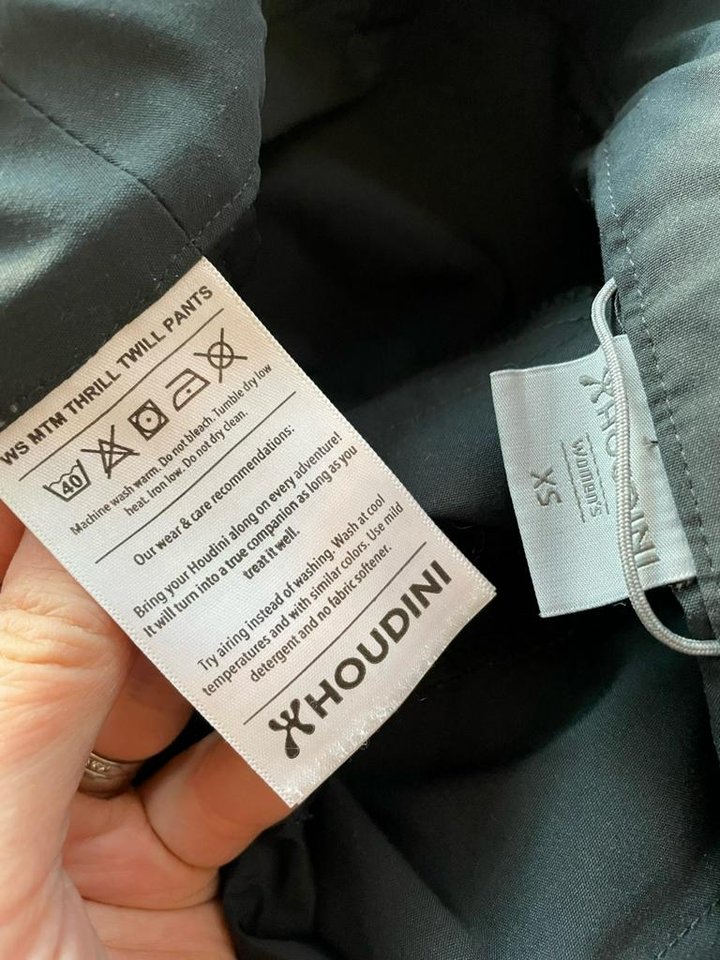 WS MTM THRILL TWILL PANTS
40
Machine wash warm. Do not bleach. Tumble dry low
heat. Iron low. Do not dry clean.
Our wear & care recommendations:
Bring your Houdini along on every adventure!
It will turn into a true companion as long as you
treat it well.
Try airing instead of washing. Wash at cool
temperatures and with similar colors. Use mild
detergent and no fabric softener.
HOUDINI
HOUDINI
Women's
XS